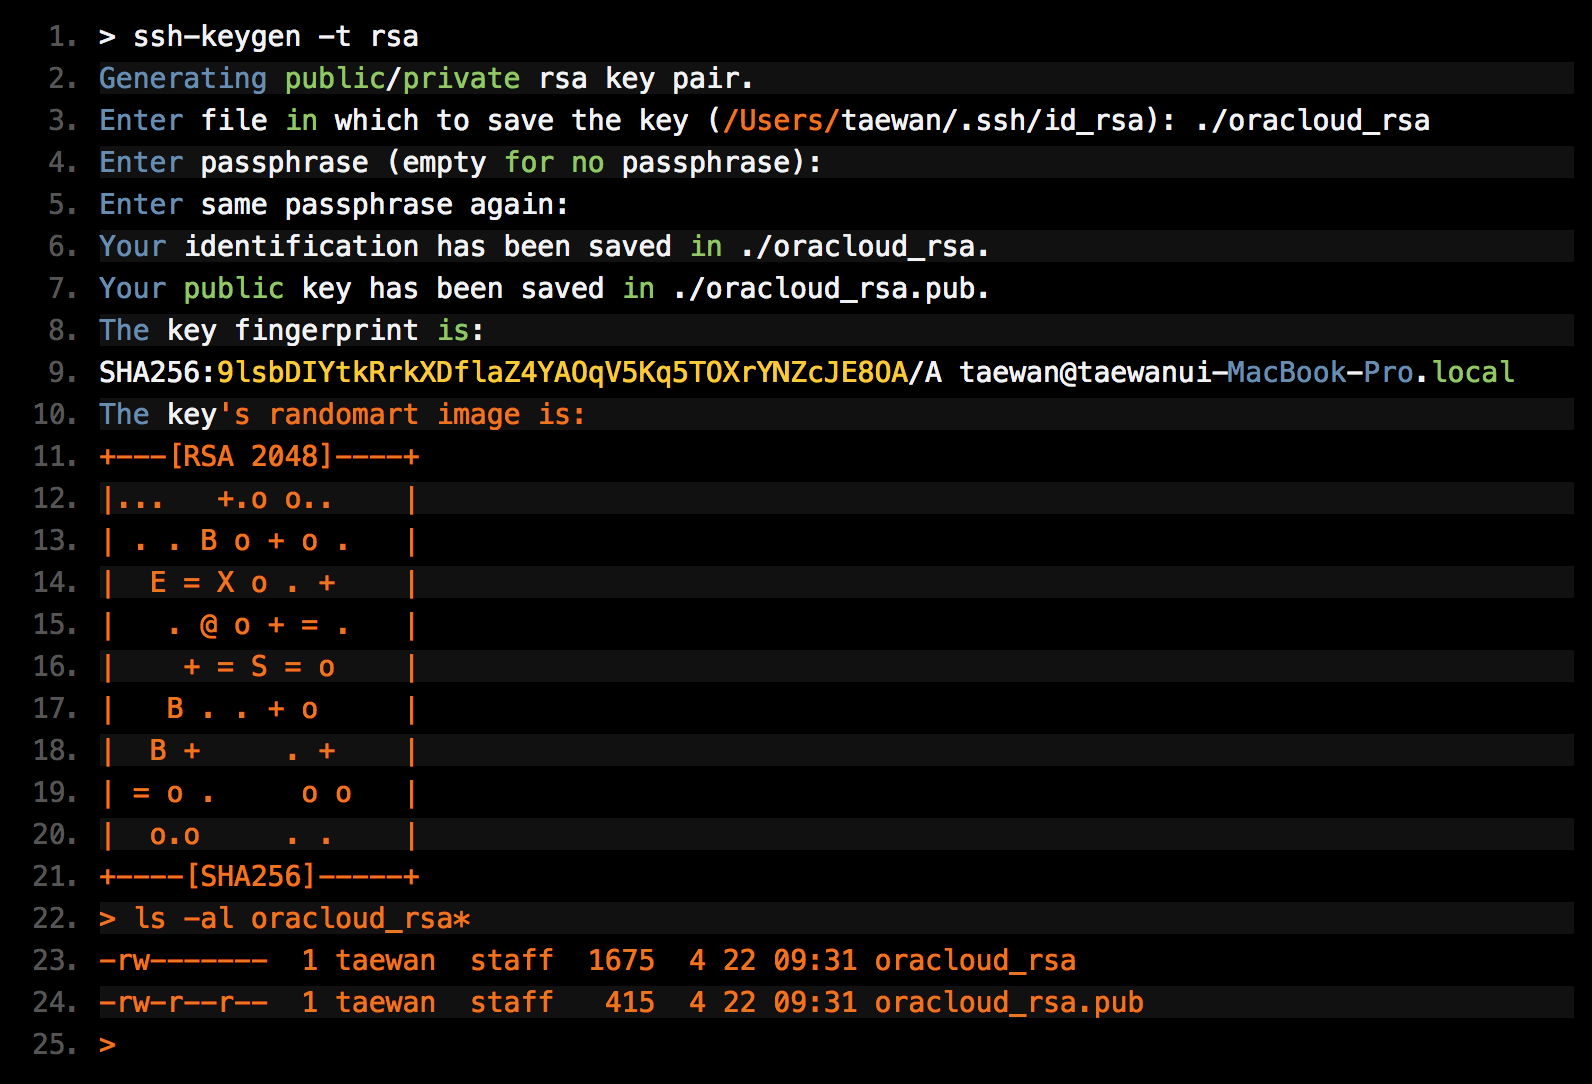 1. > ssh-keygen -t rsa
2. Generating public/private rsa key pair.
3. Enter file in which to save the key (/Users/taewan/.ssh/id_rsa): ./oracloud_rsa
4. Enter passphrase (empty for no passphrase):
5. Enter same passphrase again:
6. Your identification has been saved in ./oracloud_rsa.
7. Your public key has been saved in ./oracloud_rsa.pub.
8. The key fingerprint is:
9. SHA256:9lsbDIYtkRrkXDflaZ4YAOqV5Kq5TOXrYNZcJE8OA/A taewan@taewanui-MacBook-Pro.local
10. The key's randomart image is:
11. +---[RSA 2048]----+
12. |...   +.o o..    |
13. | . . B o + o .   |
14. |  E = X o . +    |
15. |   . @ o + = .   |
16. |    + = S = o    |
17. |   B . . + o     |
18. |  B +     . +    |
19. | = o .     o o   |
20. |  o.o     . .    |
21. +----[SHA256]-----+
22. > ls -al oracloud_rsa*
23. -rw-------  1 taewan  staff  1675  4 22 09:31 oracloud_rsa
24. -rw-r--r--  1 taewan  staff   415  4 22 09:31 oracloud_rsa.pub
25. >